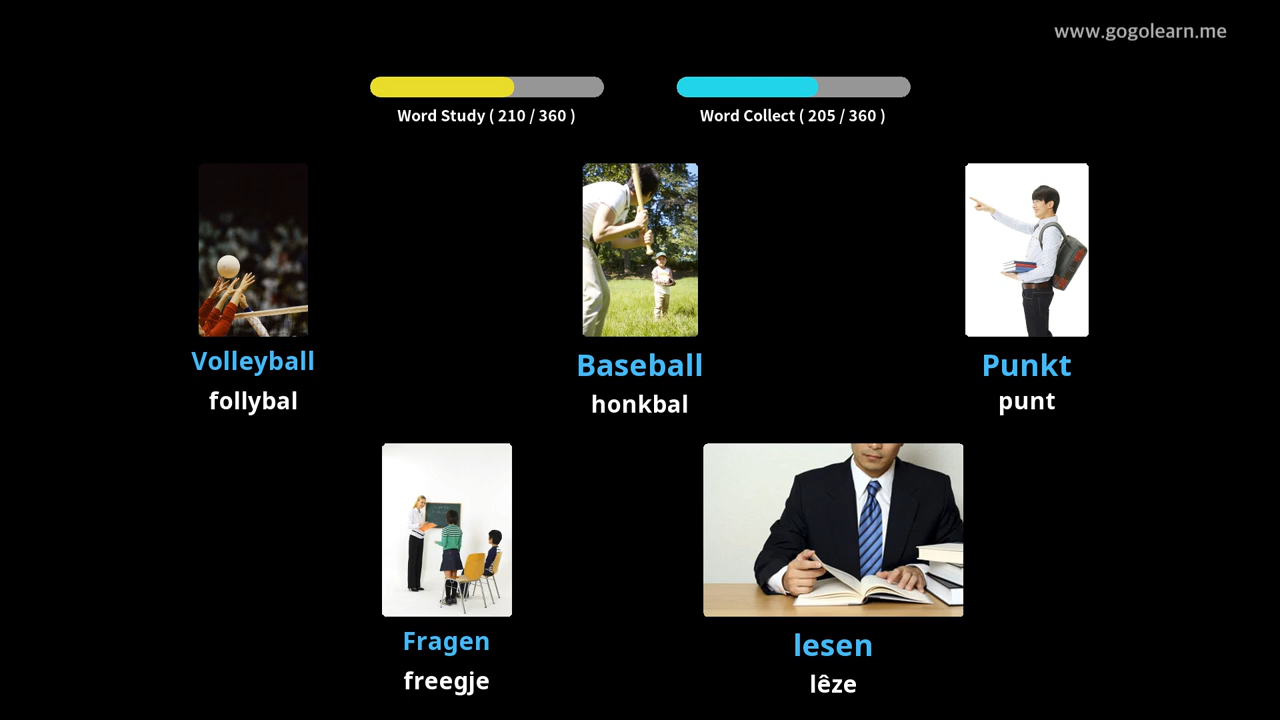 www.gogolearn.me
Word Study ( 210 / 360 )
Word Collect ( 205 / 360 )
Volleyball
follybal
Baseball
honkbal
Punkt
punt
Fragen
freegje
lesen
lêze